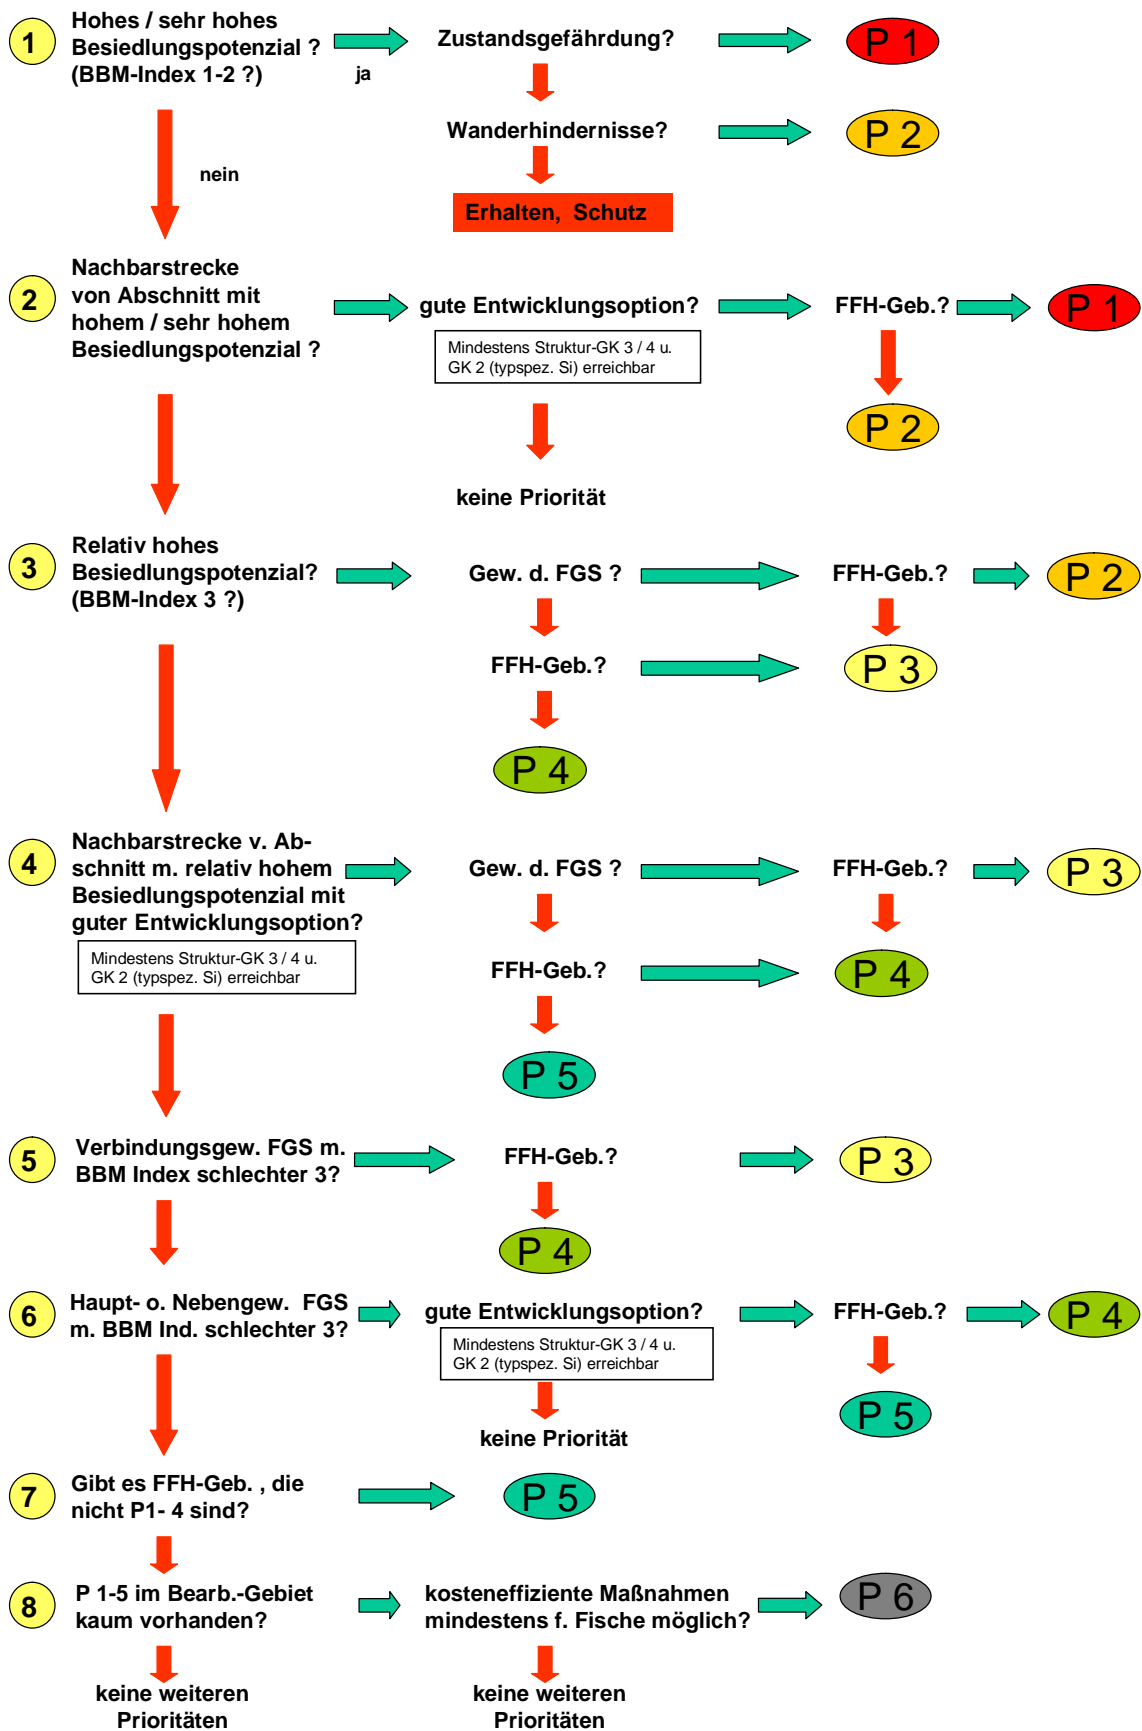 1
Hohes / sehr hohes
Besiedlungspotenzial ?
(BBM-Index 1-2 ?)
ja
Zustandsgefährdung?
P 1
Wanderhindernisse?
P 2
nein
Erhalten, Schutz
2
Nachbarstrecke
von Abschnitt mit
hohem / sehr hohem
Besiedlungspotenzial ?
gute Entwicklungsoption?
Mindestens Struktur-GK 3 / 4 u.
GK 2 (typspez. Si) erreichbar
FFH-Geb.?
P 1
P 2
keine Priorität
3
Relativ hohes
Besiedlungspotenzial?
(BBM-Index 3 ?)
Gew. d. FGS ?
FFH-Geb.?
P 2
FFH-Geb.?
P 3
P 4
4
Nachbarstrecke v. Ab-
schnitt m. relativ hohem
Besiedlungspotenzial mit
guter Entwicklungsoption?
Mindestens Struktur-GK 3 / 4 u.
GK 2 (typspez. Si) erreichbar
Gew. d. FGS ?
FFH-Geb.?
P 3
FFH-Geb.?
P 4
P 5
5
Verbindungsgew. FGS m.
BBM Index schlechter 3?
FFH-Geb.?
P 3
P 4
6
Haupt- o. Nebengew. FGS
m. BBM Ind. schlechter 3?
gute Entwicklungsoption?
Mindestens Struktur-GK 3 / 4 u.
GK 2 (typspez. Si) erreichbar
FFH-Geb.?
P 4
P 5
keine Priorität
7
Gibt es FFH-Geb. , die
nicht P1- 4 sind?
P 5
8
P 1-5 im Bearb.-Gebiet
kaum vorhanden?
kosteneffiziente Maßnahmen
mindestens f. Fische möglich?
P 6
keine weiteren
Prioritäten
keine weiteren
Prioritäten